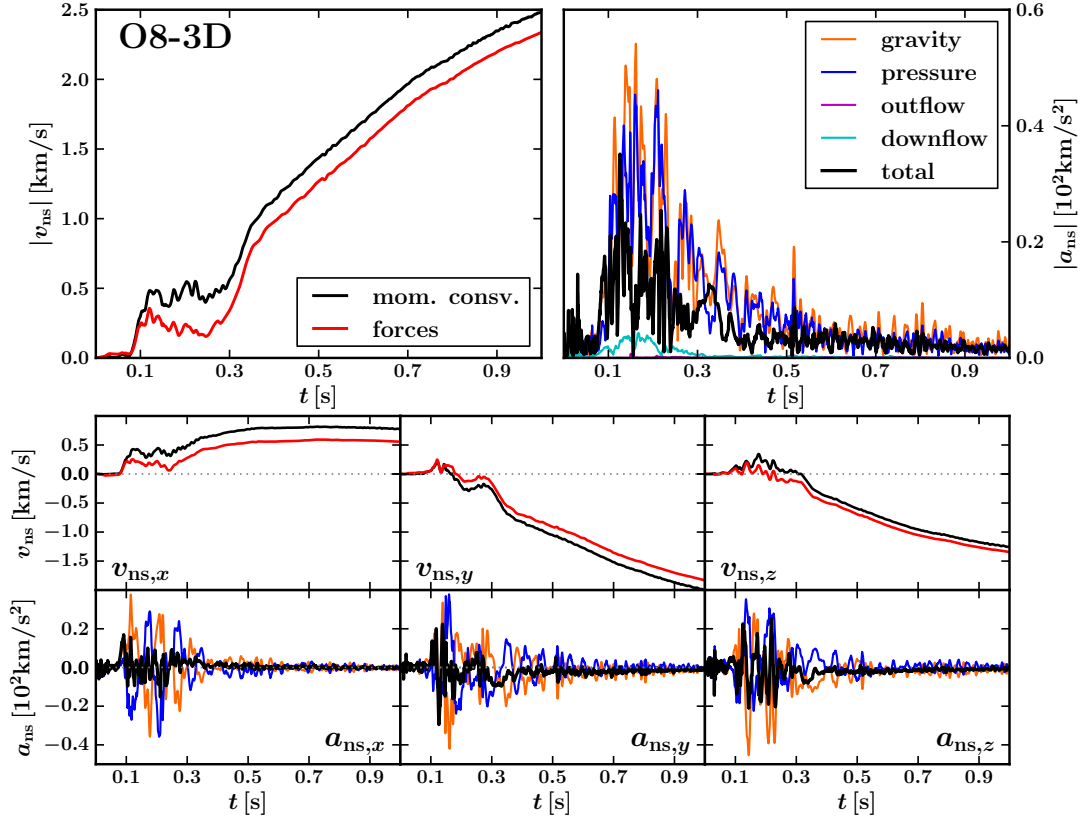 O8-3D
2.5
2.0
1.5
1.0
0.5
0.0
|v_ns| [km/s]
mom. consv.
forces
0.1 0.3 0.5 0.7 0.9
t [s]
gravity
pressure
outflow
downflow
total
0.6
0.4
0.2
0.0
|a_ns| [10²km/s²]
0.1 0.3 0.5 0.7 0.9
t [s]
0.5
0.0
−0.5
−1.0
−1.5
v_ns [km/s]
v_ns,x
v_ns,y
v_ns,z
0.2
0.0
−0.2
−0.4
a_ns [10²km/s²]
a_ns,x
a_ns,y
a_ns,z
0.1 0.3 0.5 0.7 0.9
0.1 0.3 0.5 0.7 0.9
0.1 0.3 0.5 0.7 0.9
t [s]
t [s]
t [s]